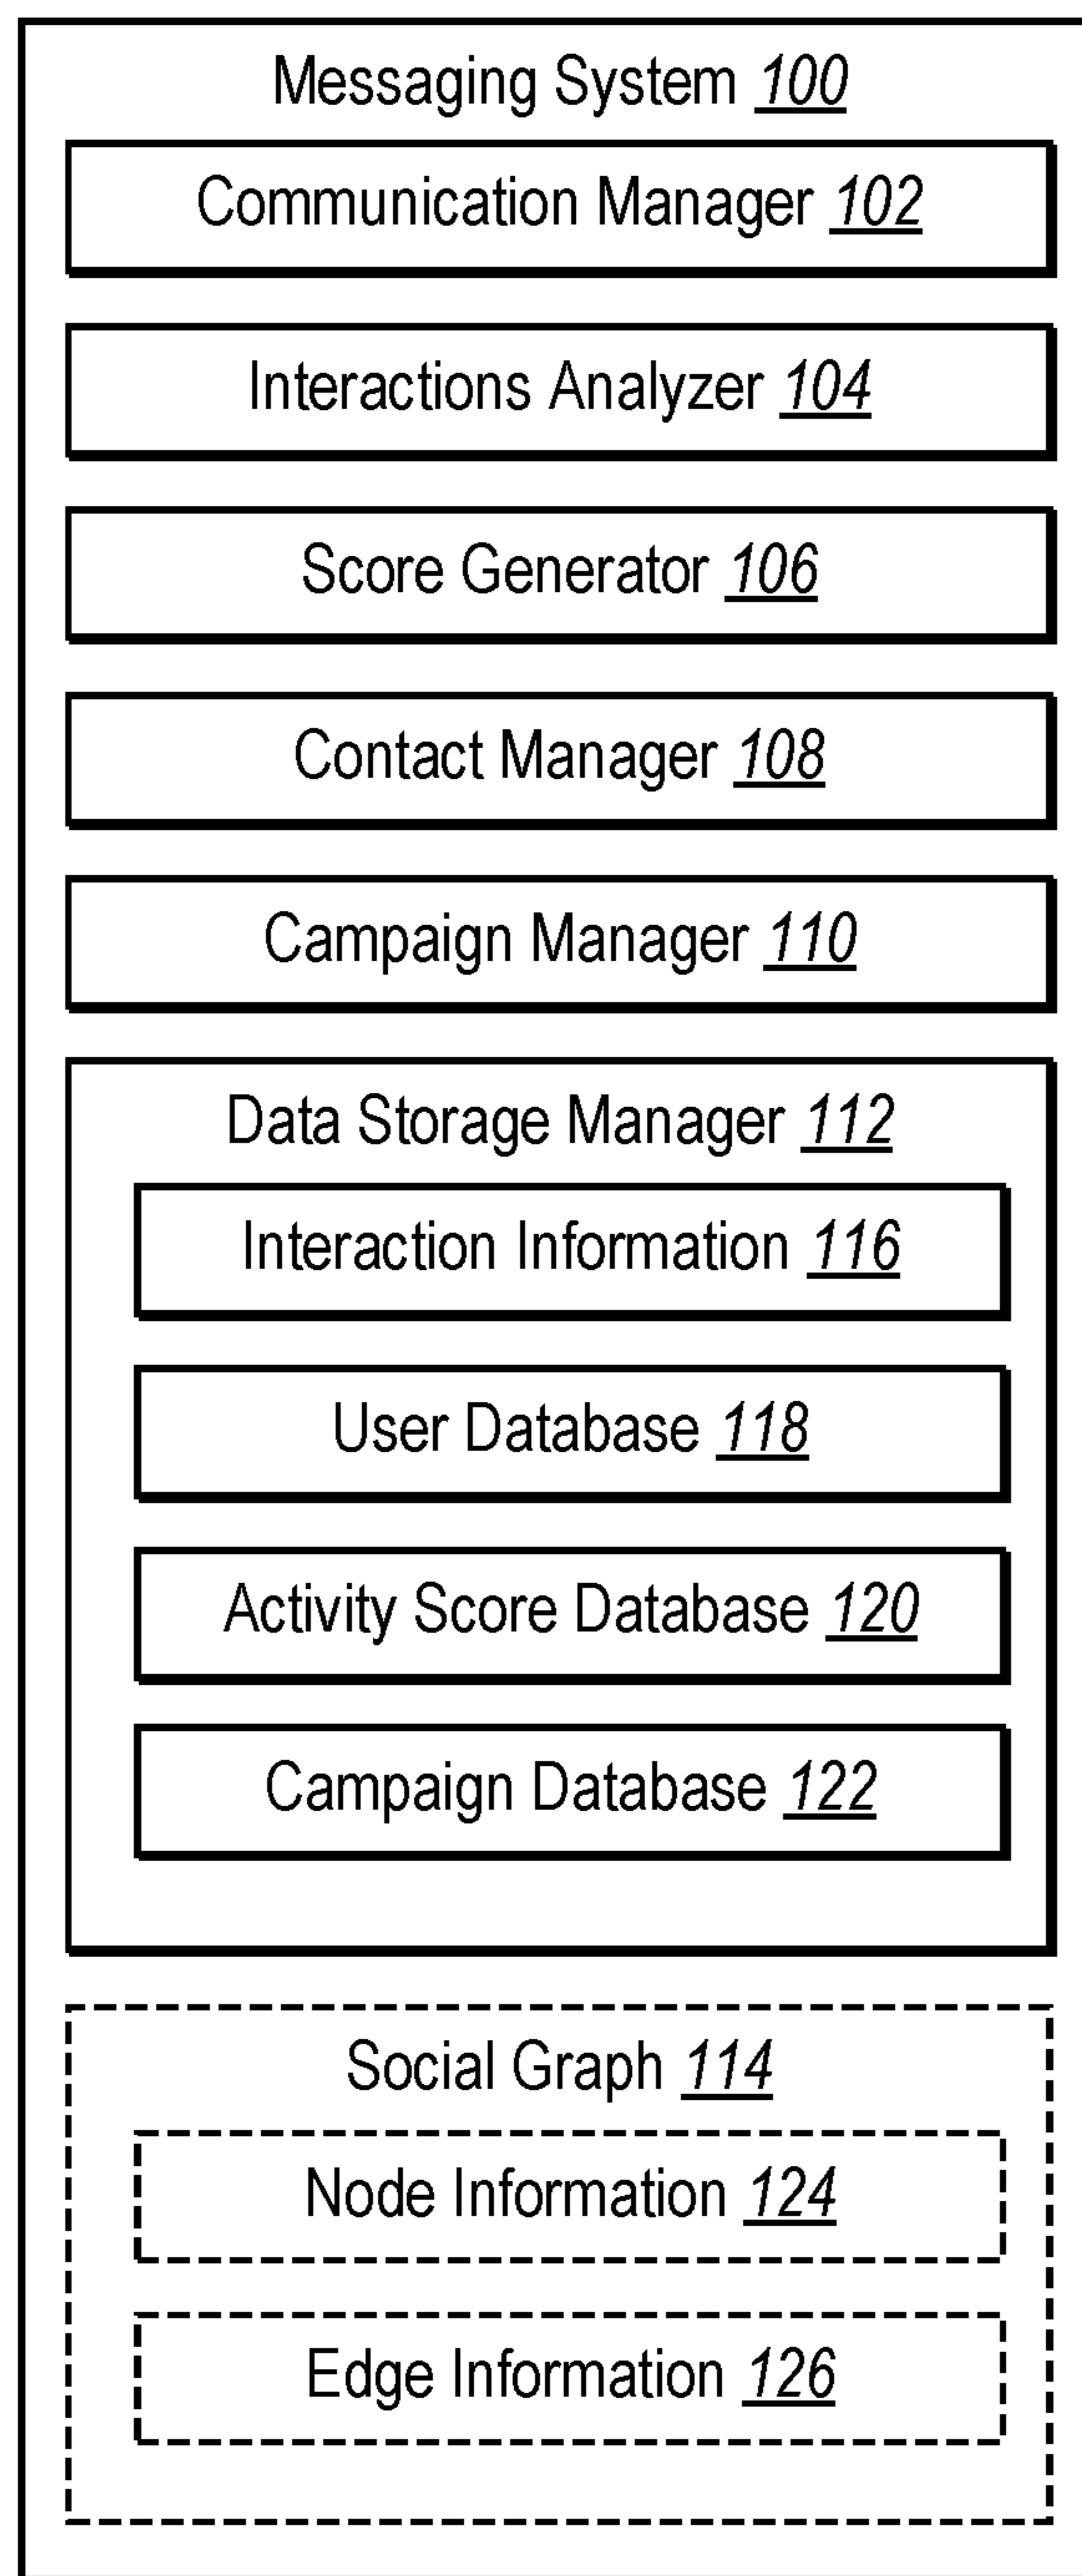 Messaging System 100
Communication Manager 102
Interactions Analyzer 104
Score Generator 106
Contact Manager 108
Campaign Manager 110
Data Storage Manager 112
Interaction Information 116
User Database 118
Activity Score Database 120
Campaign Database 122
Social Graph 114
Node Information 124
Edge Information 126